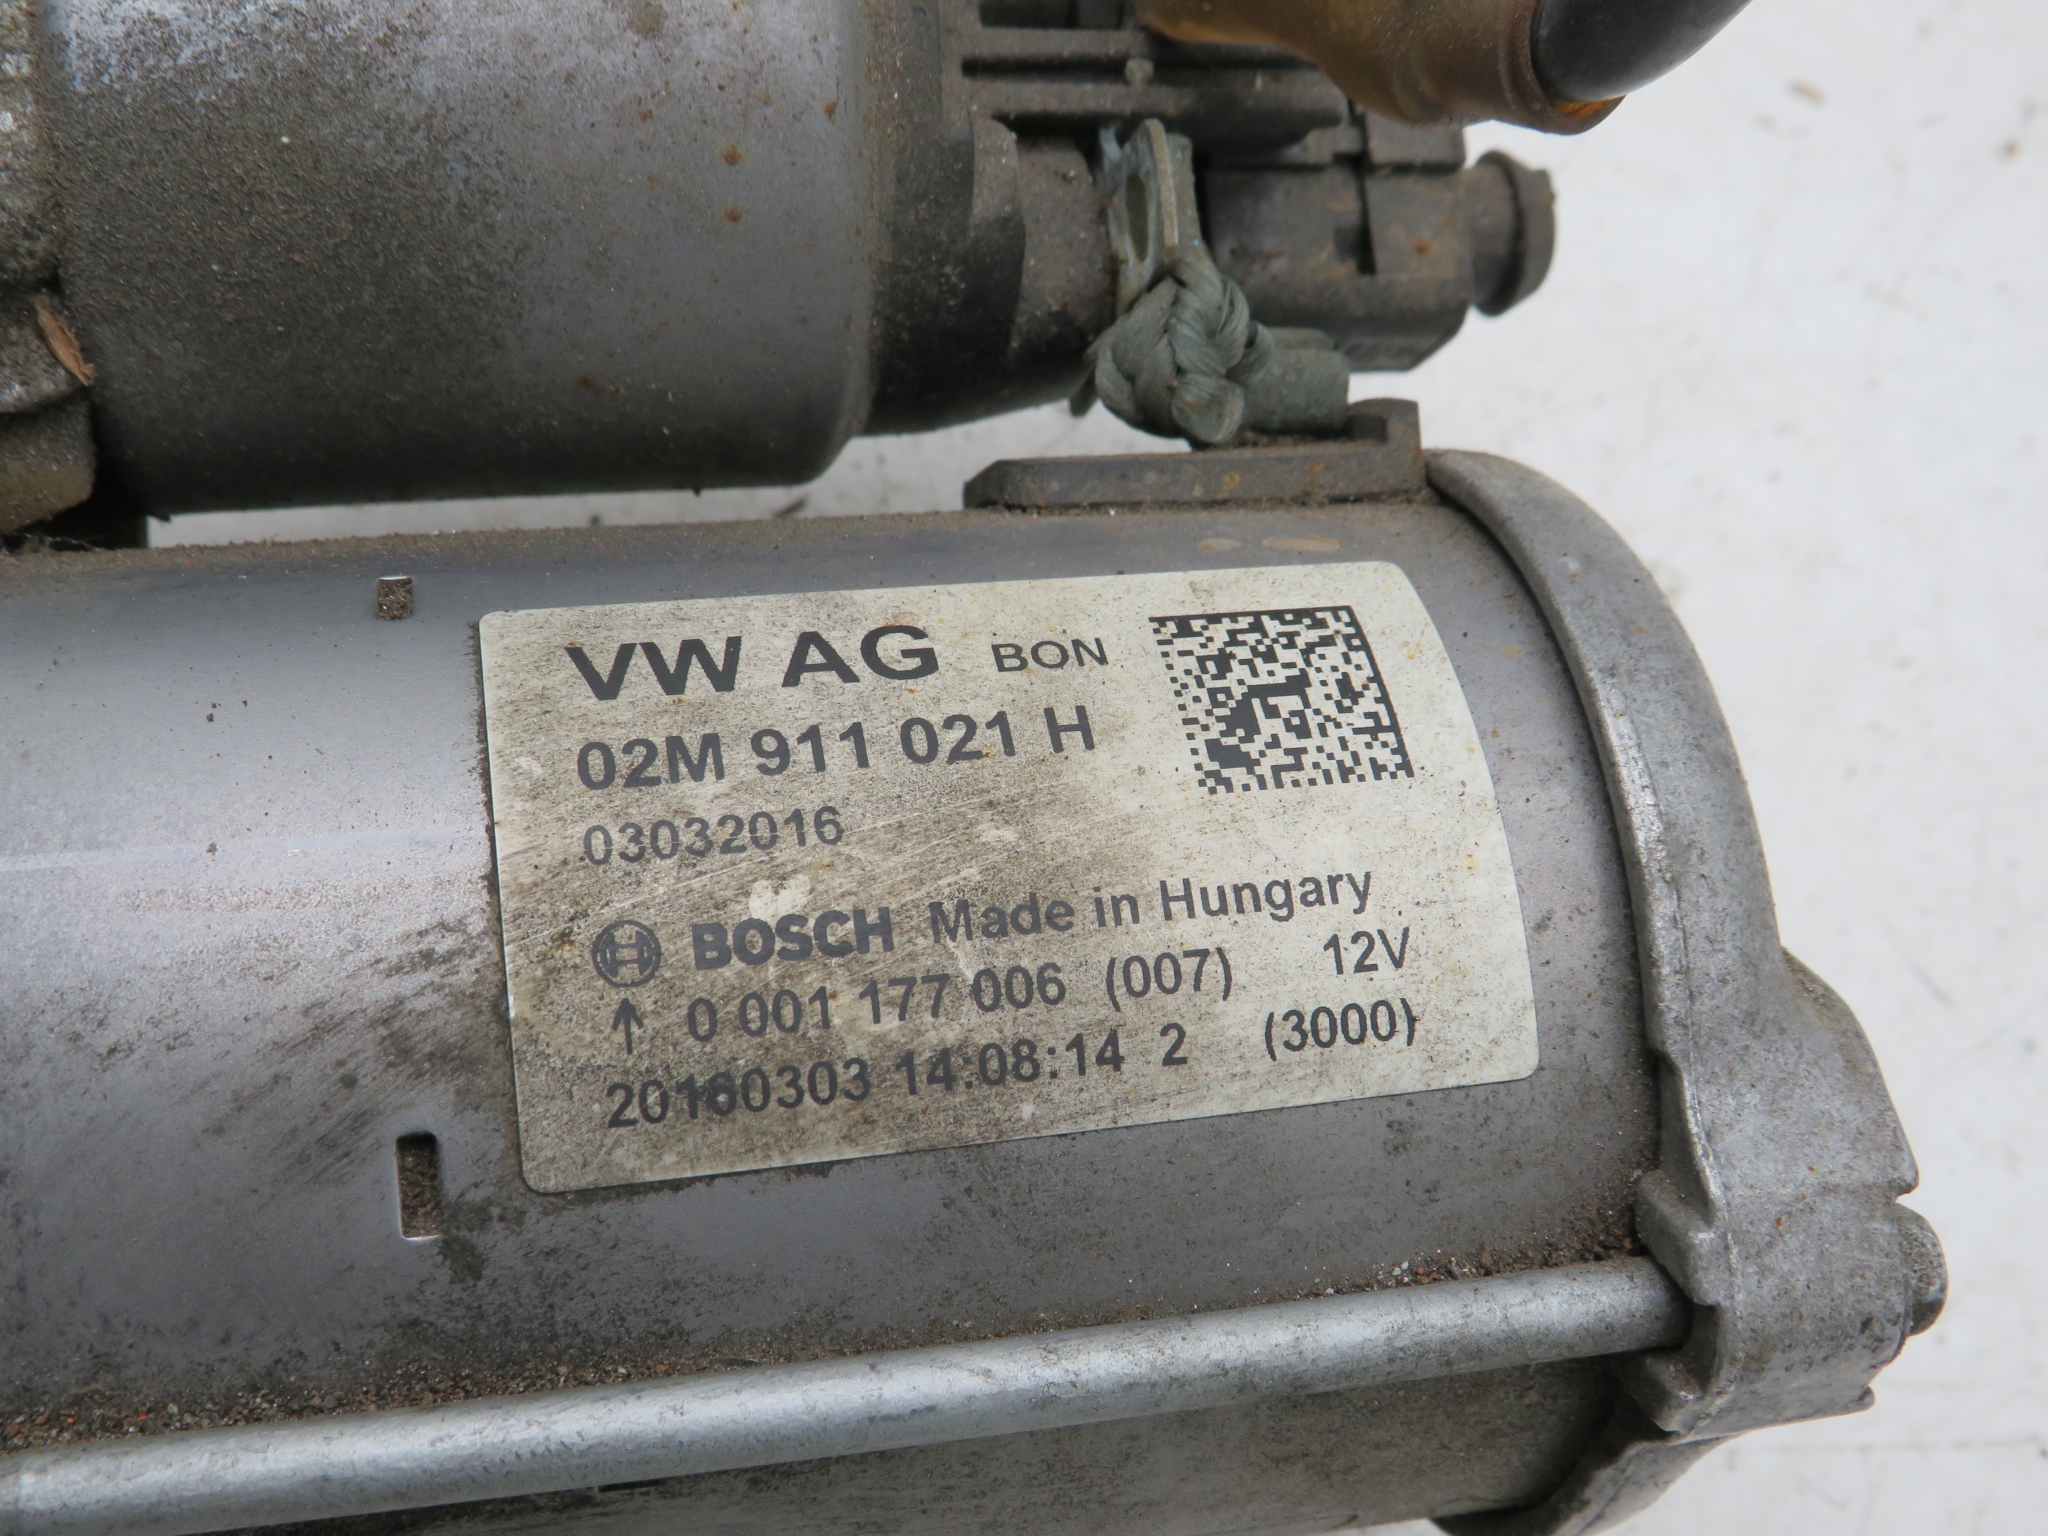 VW AG BON
02M 911 021 H
03032016
BOSCH Made in Hungary
↑ 0 001 177 006 (007) 12V
20160303 14:08:14 2 (3000)